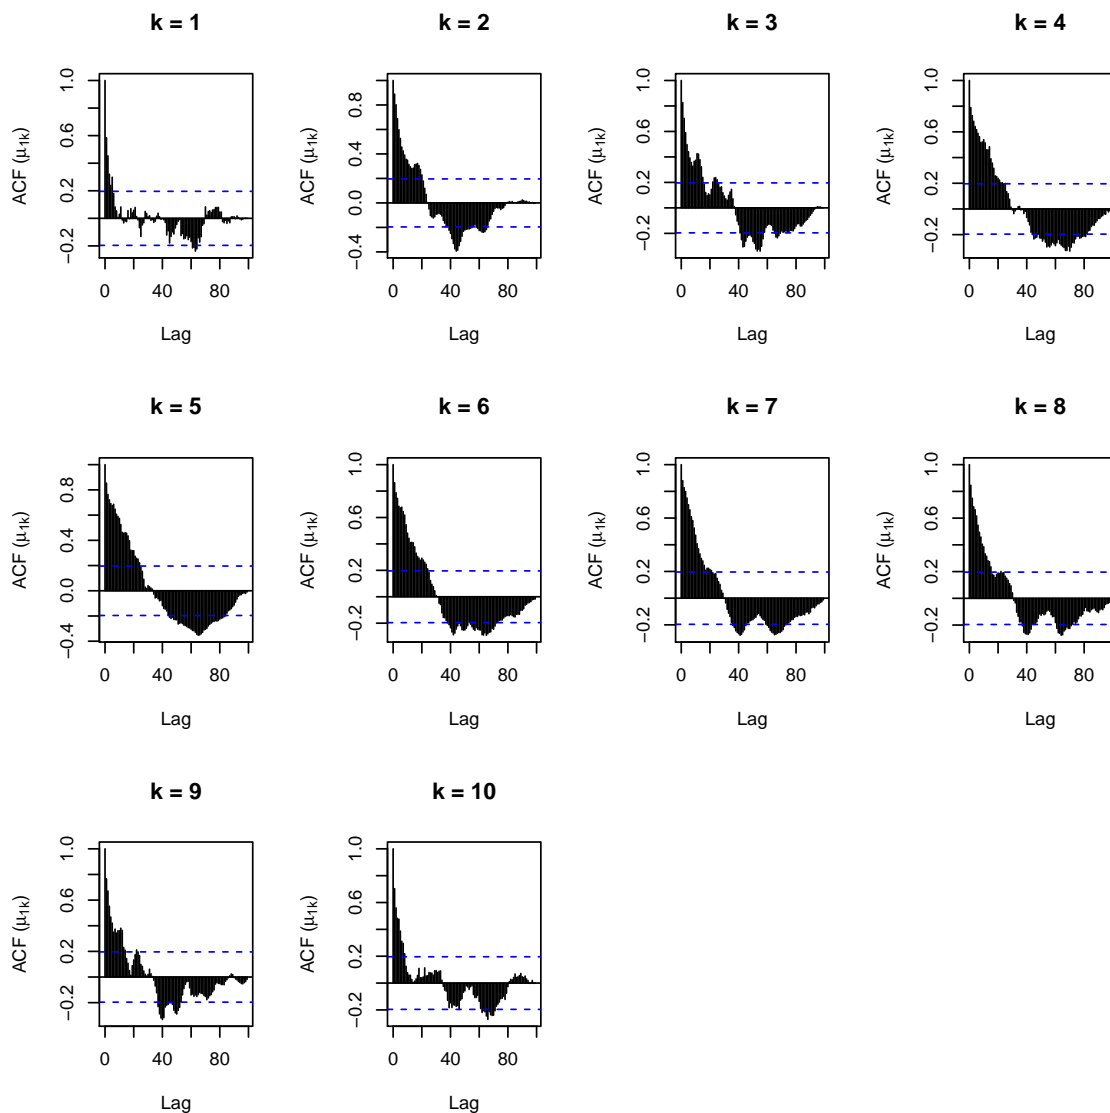 k = 1
ACF (μ1k)
1.0
0.6
0.2
−0.2
0 40 80
Lag
k = 2
ACF (μ1k)
0.8
0.4
0.0
−0.4
0 40 80
Lag
k = 3
ACF (μ1k)
1.0
0.6
0.2
−0.2
0 40 80
Lag
k = 4
ACF (μ1k)
1.0
0.6
0.2
−0.2
0 40 80
Lag
k = 5
ACF (μ1k)
0.8
0.4
0.0
−0.4
0 40 80
Lag
k = 6
ACF (μ1k)
1.0
0.6
0.2
−0.2
0 40 80
Lag
k = 7
ACF (μ1k)
1.0
0.6
0.2
−0.2
0 40 80
Lag
k = 8
ACF (μ1k)
1.0
0.6
0.2
−0.2
0 40 80
Lag
k = 9
ACF (μ1k)
1.0
0.6
0.2
−0.2
0 40 80
Lag
k = 10
ACF (μ1k)
1.0
0.6
0.2
−0.2
0 40 80
Lag